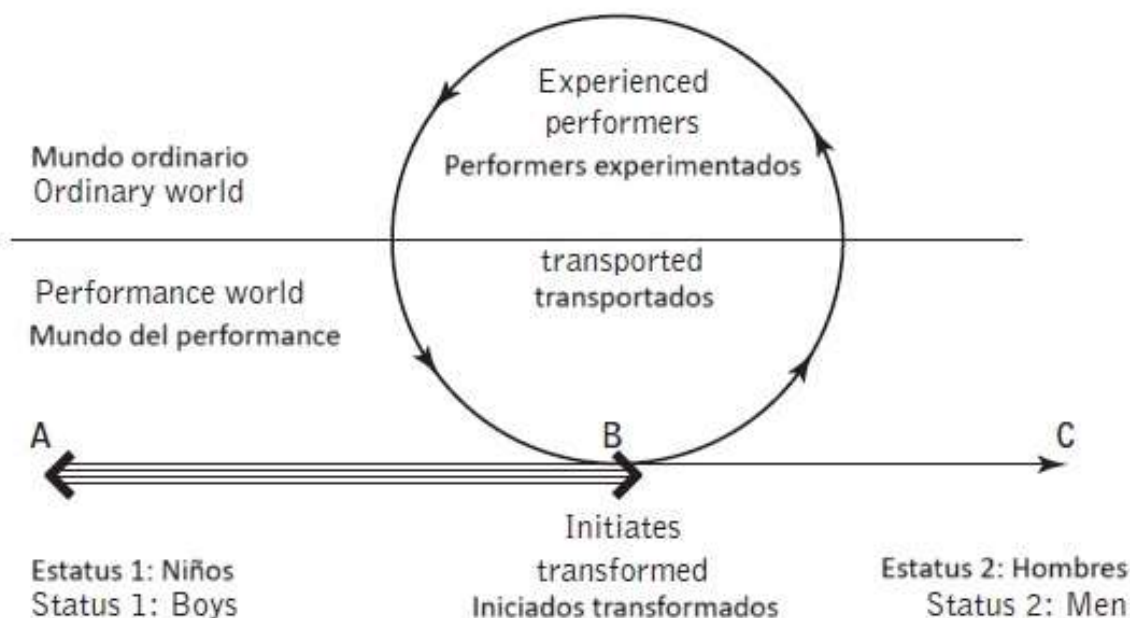 Experienced
performers
Performers experimentados
Mundo ordinario
Ordinary world
transported
transportados
Performance world
Mundo del performance
A
B
C
Initiates
transformed
Iniciados transformados
Estatus 1: Niños
Status 1: Boys
Estatus 2: Hombres
Status 2: Men